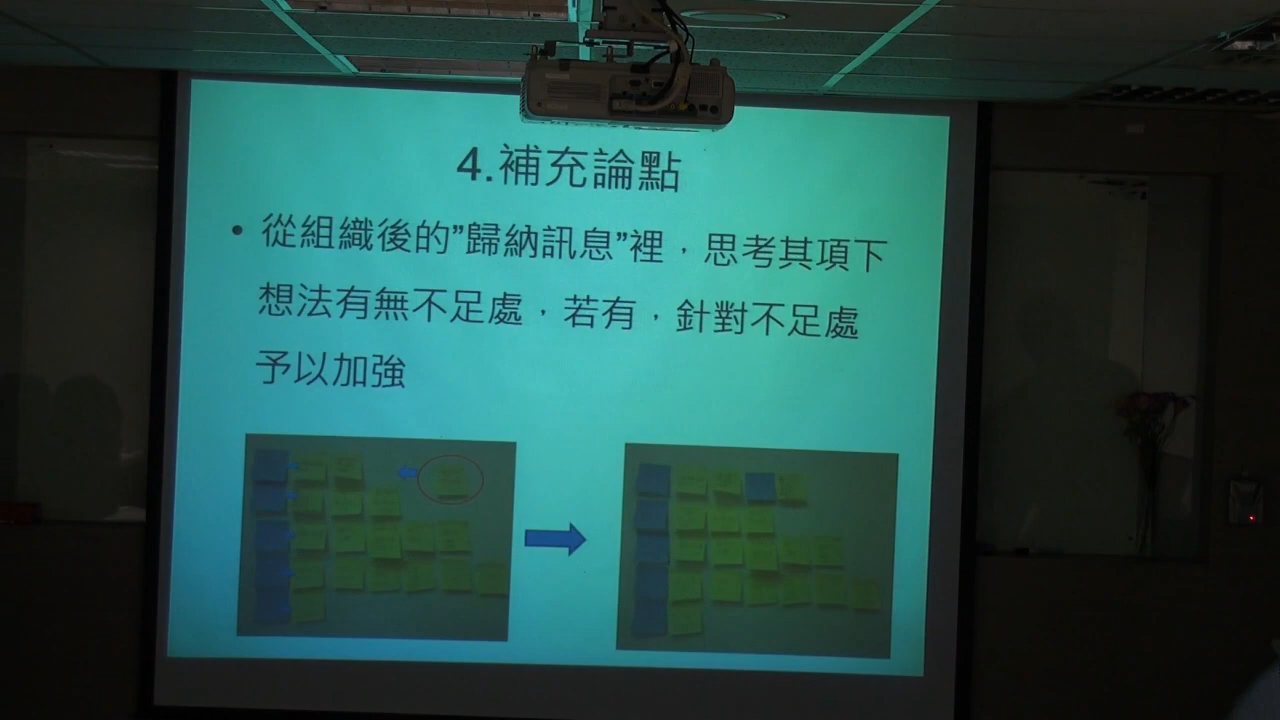 4.補充論點
• 從組織後的”歸納訊息”裡，思考其項下
想法有無不足處，若有，針對不足處
予以加強